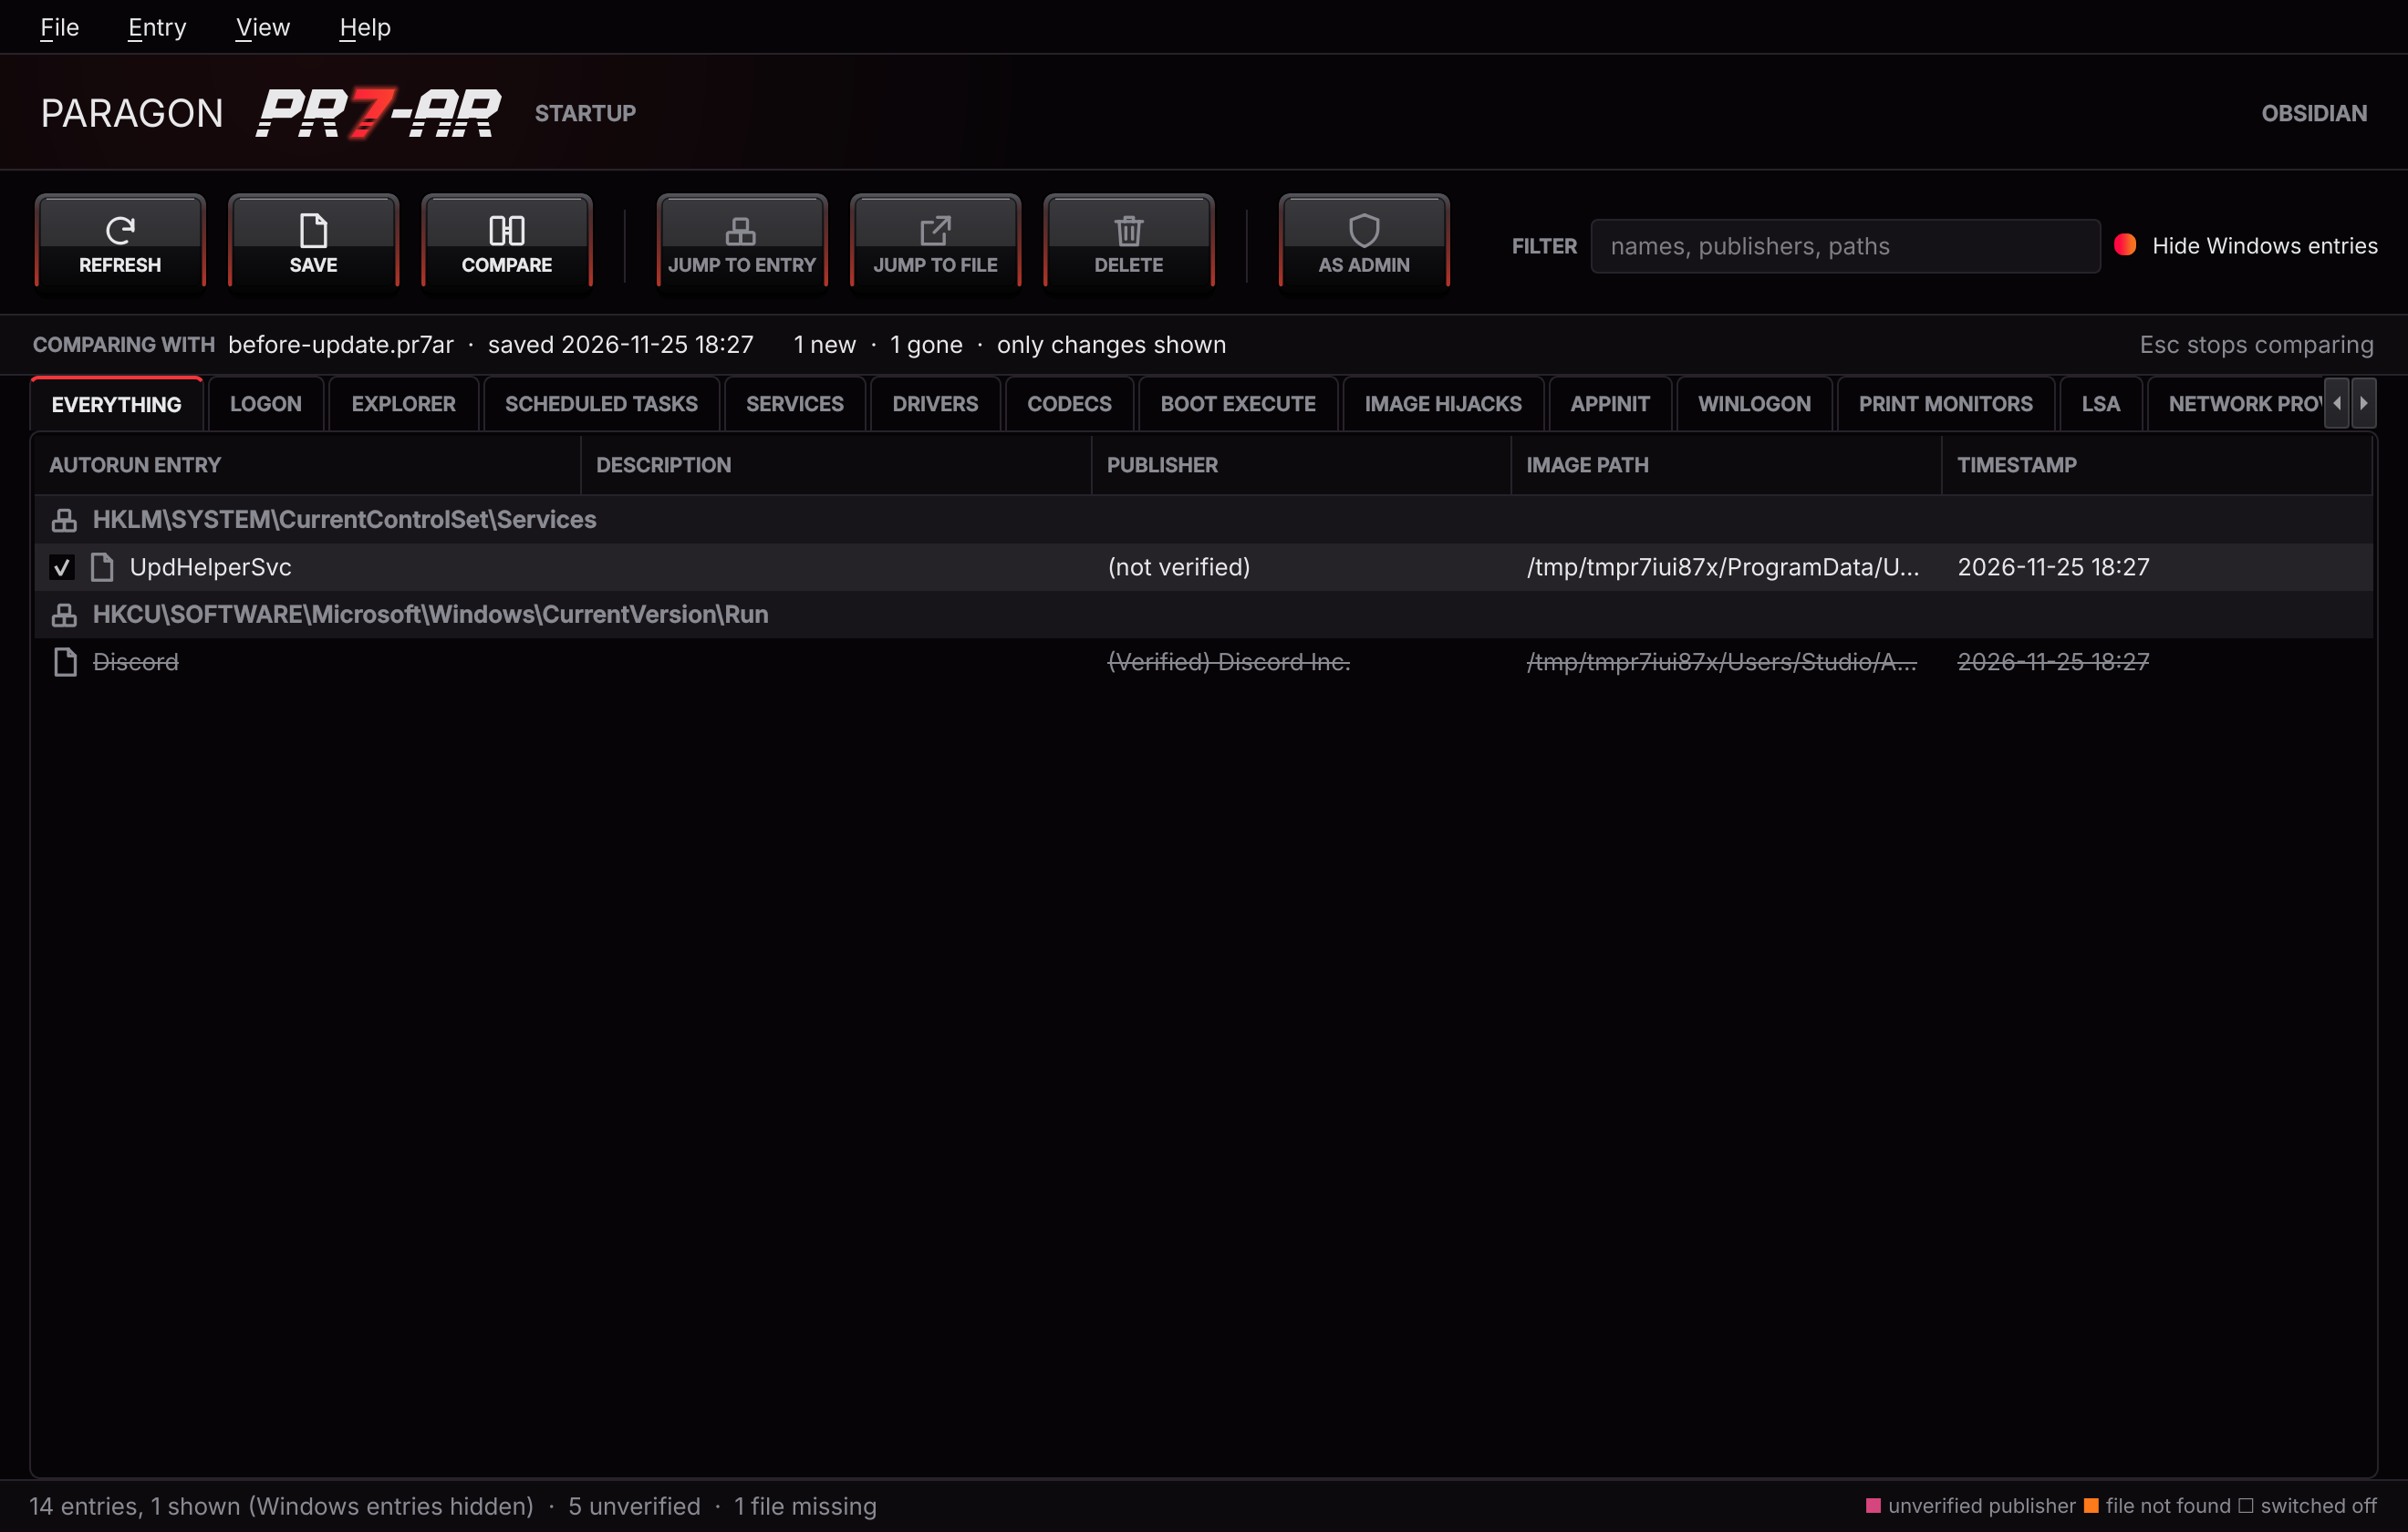 File Entry View Help
PARAGON PR7-AR STARTUP OBSIDIAN
REFRESH SAVE COMPARE JUMP TO ENTRY JUMP TO FILE DELETE AS ADMIN FILTER names, publishers, paths Hide Windows entries
COMPARING WITH before-update.pr7ar · saved 2026-11-25 18:27 1 new · 1 gone · only changes shown Esc stops comparing
EVERYTHING LOGON EXPLORER SCHEDULED TASKS SERVICES DRIVERS CODECS BOOT EXECUTE IMAGE HIJACKS APPINIT WINLOGON PRINT MONITORS LSA NETWORK PROV
AUTORUN ENTRY DESCRIPTION PUBLISHER IMAGE PATH TIMESTAMP
HKLM\SYSTEM\CurrentControlSet\Services
UpdHelperSvc (not verified) /tmp/tmpr7iui87x/ProgramData/U... 2026-11-25 18:27
HKCU\SOFTWARE\Microsoft\Windows\CurrentVersion\Run
Discord (Verified) Discord Inc. /tmp/tmpr7iui87x/Users/Studio/A... 2026-11-25 18:27
14 entries, 1 shown (Windows entries hidden) · 5 unverified · 1 file missing unverified publisher file not found switched off